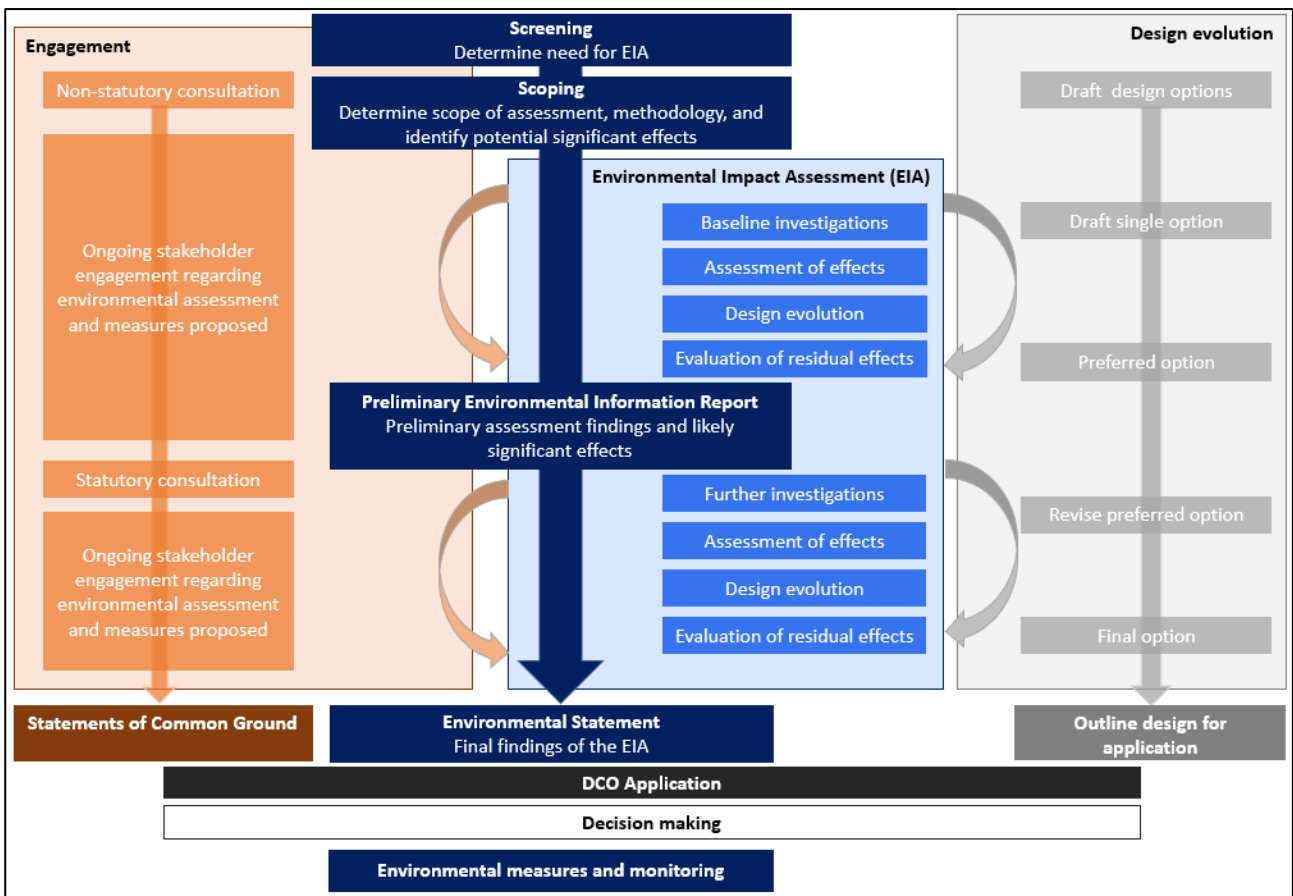 Engagement
Non-statutory consultation
Ongoing stakeholder
engagement regarding
environmental assessment
and measures proposed
Statutory consultation
Ongoing stakeholder
engagement regarding
environmental assessment
and measures proposed
Statements of Common Ground
Screening
Determine need for EIA
Scoping
Determine scope of assessment, methodology, and
identify potential significant effects
Environmental Impact Assessment (EIA)
Baseline investigations
Assessment of effects
Design evolution
Evaluation of residual effects
Preliminary Environmental Information Report
Preliminary assessment findings and likely
significant effects
Further investigations
Assessment of effects
Design evolution
Evaluation of residual effects
Environmental Statement
Final findings of the EIA
Design evolution
Draft design options
Draft single option
Preferred option
Revise preferred option
Final option
Outline design for
application
DCO Application
Decision making
Environmental measures and monitoring